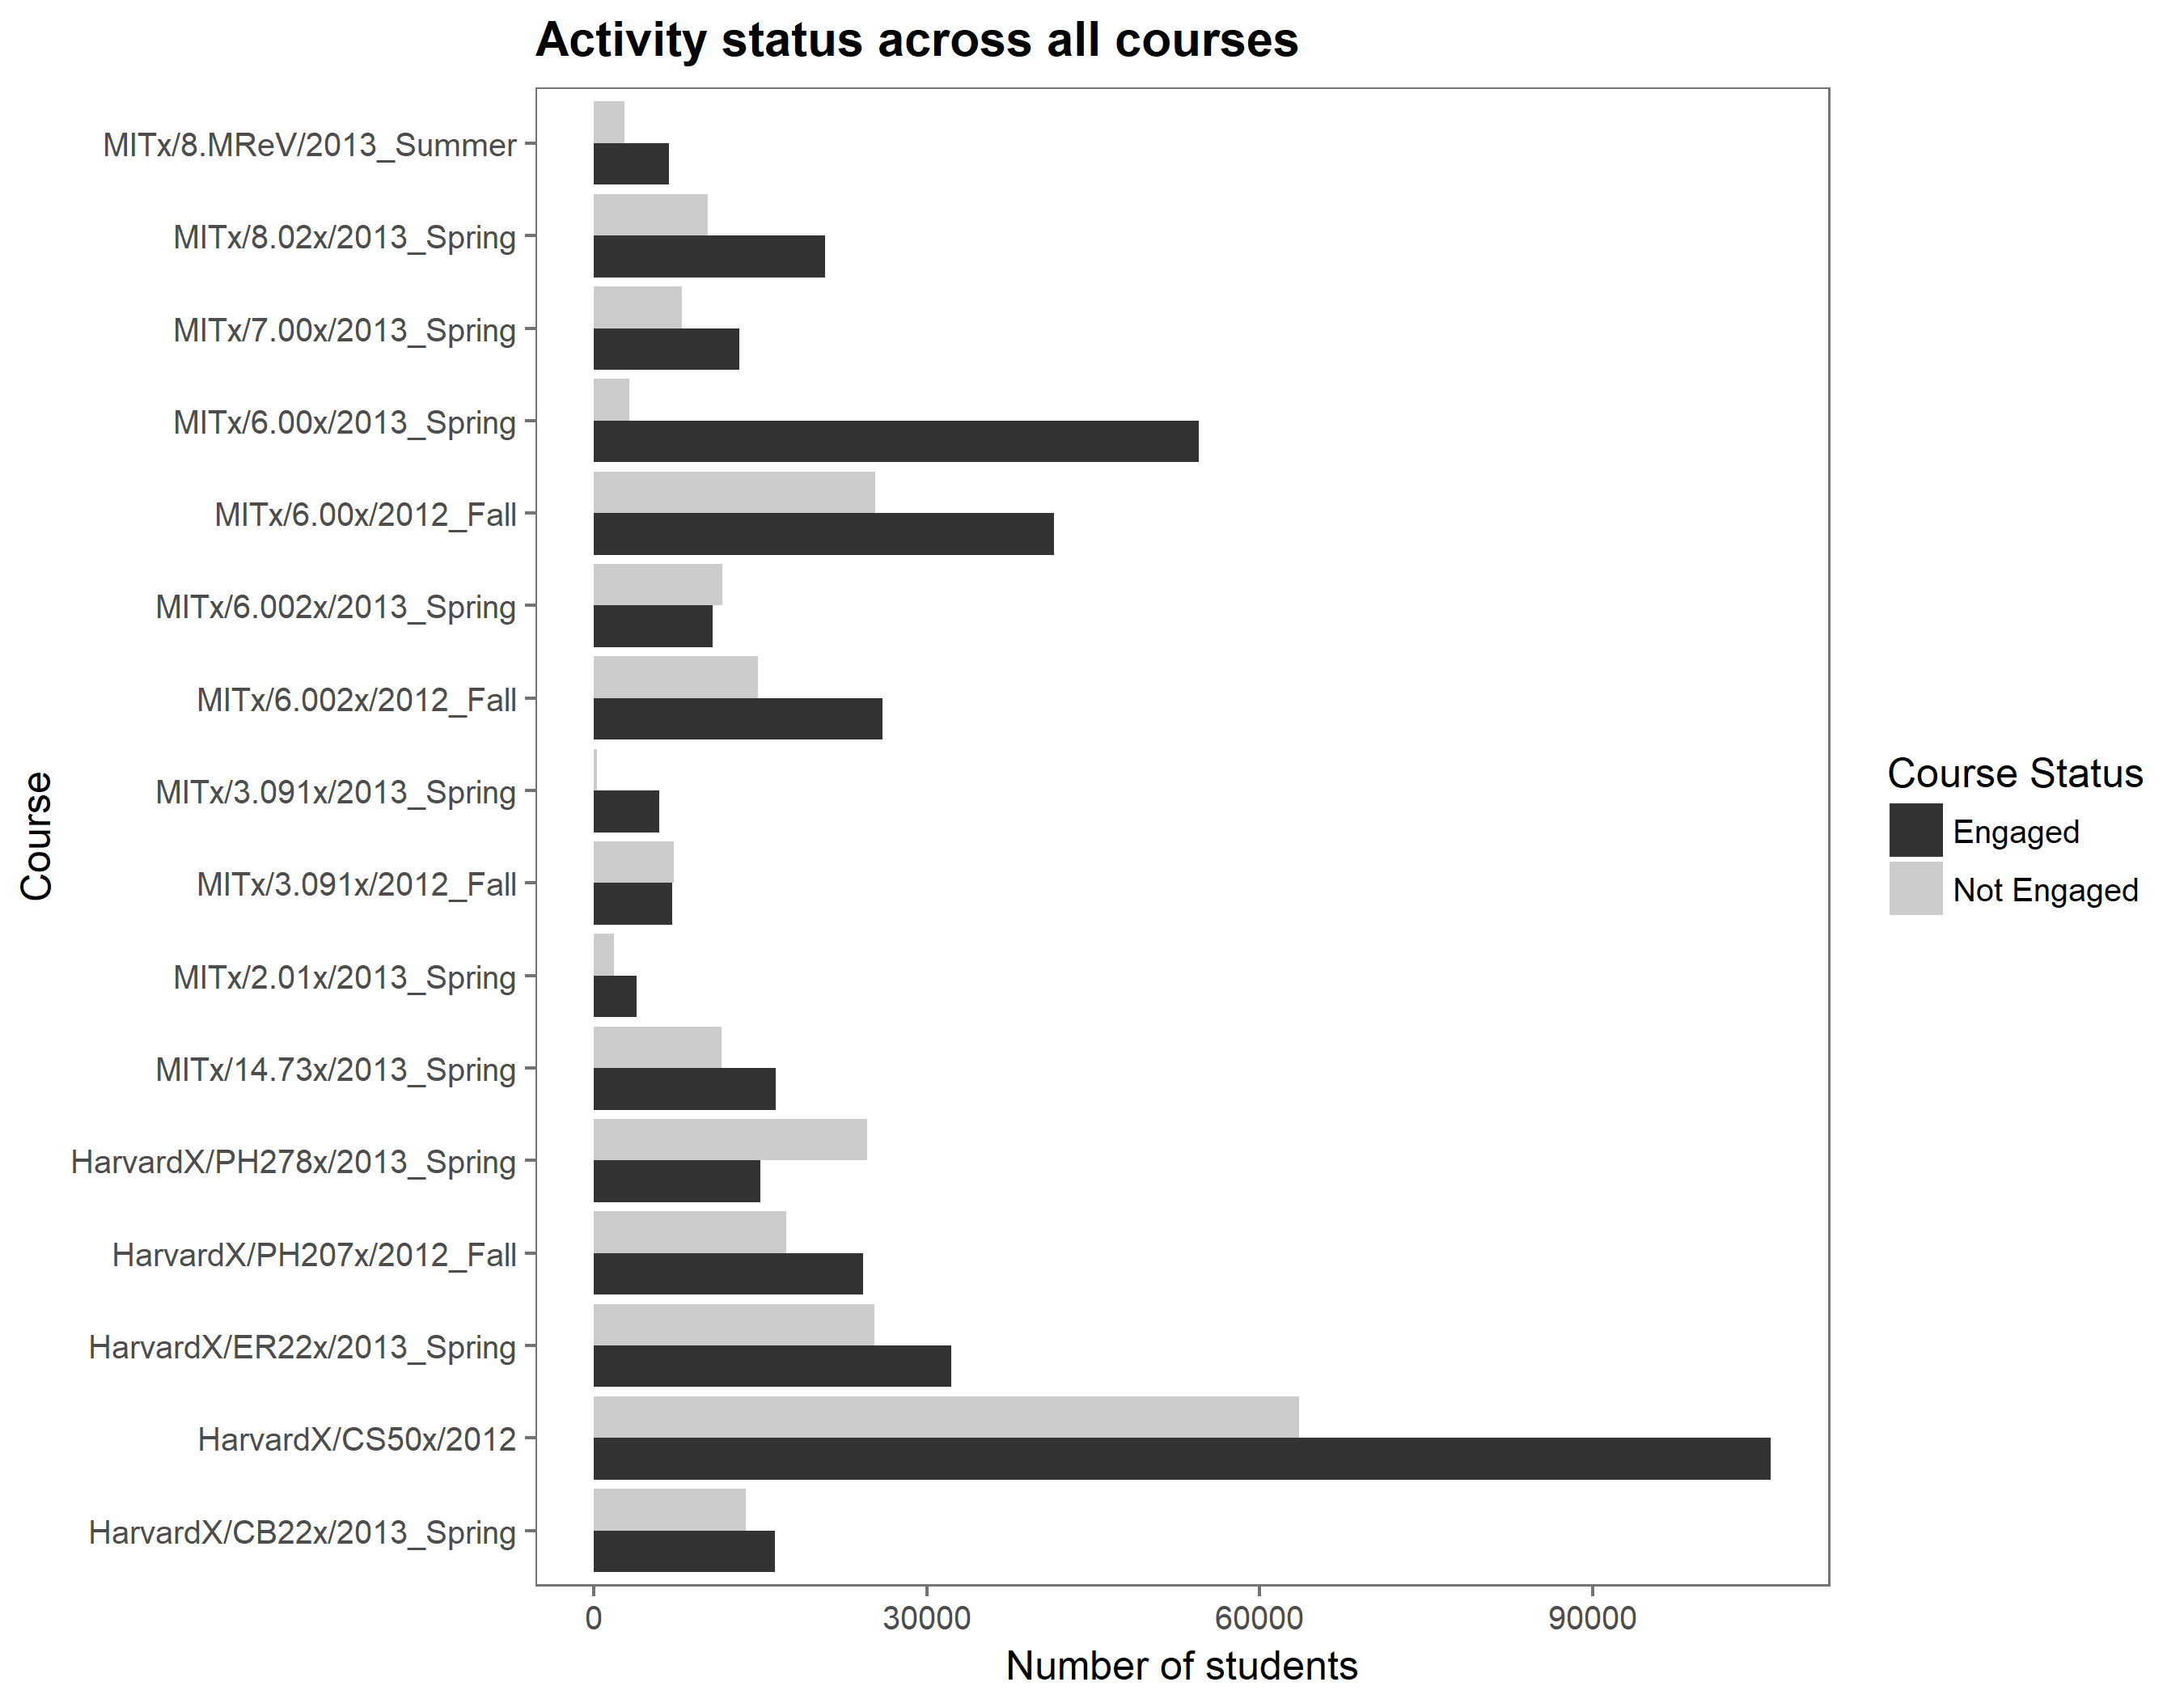 Activity status across all courses
MITx/8.MReV/2013_Summer
MITx/8.02x/2013_Spring
MITx/7.00x/2013_Spring
MITx/6.00x/2013_Spring
MITx/6.00x/2012_Fall
MITx/6.002x/2013_Spring
MITx/6.002x/2012_Fall
MITx/3.091x/2013_Spring
MITx/3.091x/2012_Fall
MITx/2.01x/2013_Spring
MITx/14.73x/2013_Spring
HarvardX/PH278x/2013_Spring
HarvardX/PH207x/2012_Fall
HarvardX/ER22x/2013_Spring
HarvardX/CS50x/2012
HarvardX/CB22x/2013_Spring
Course
0 30000 60000 90000
Number of students
Course Status
Engaged
Not Engaged